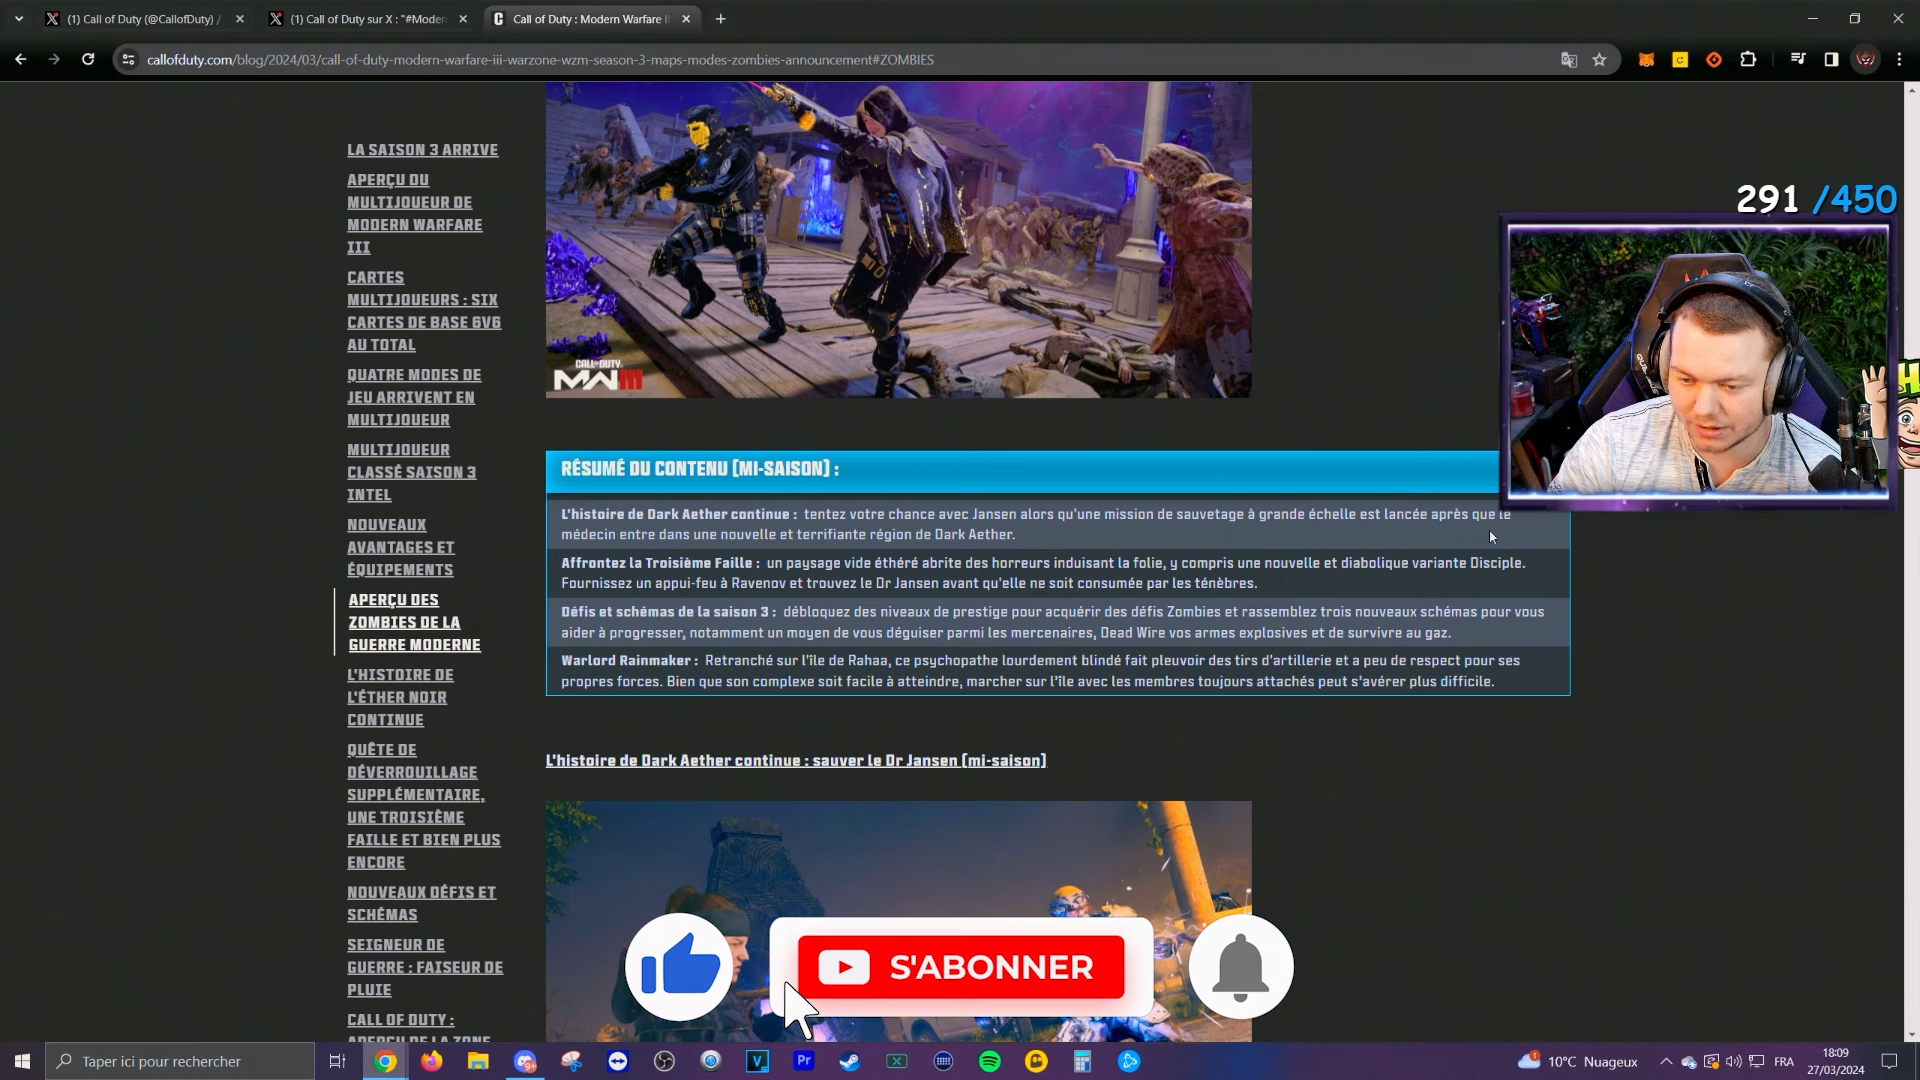 (1) Call of Duty (@CallofDuty) /
(1) Call of Duty sur X : "#Moder
Call of Duty : Modern Warfare I
callofduty.com/blog/2024/03/call-of-duty-modern-warfare-iii-warzone-wzm-season-3-maps-modes-zombies-announcement#ZOMBIES
LA SAISON 3 ARRIVE
APERÇU DU
MULTIJOUEUR DE
MODERN WARFARE
III
CARTES
MULTIJOUEURS : SIX
CARTES DE BASE 6V6
AU TOTAL
QUATRE MODES DE
JEU ARRIVENT EN
MULTIJOUEUR
MULTIJOUEUR
CLASSÉ SAISON 3
INTEL
NOUVEAUX
AVANTAGES ET
ÉQUIPEMENTS
APERÇU DES
ZOMBIES DE LA
GUERRE MODERNE
L'HISTOIRE DE
L'ÉTHER NOIR
CONTINUE
QUÊTE DE
DÉVERROUILLAGE
SUPPLÉMENTAIRE,
UNE TROISIÈME
FAILLE ET BIEN PLUS
ENCORE
NOUVEAUX DÉFIS ET
SCHÉMAS
SEIGNEUR DE
GUERRE : FAISEUR DE
PLUIE
CALL OF DUTY :
APERÇU DE LA ZONE
CALL OF DUTY
MW III
291 /450
RÉSUMÉ DU CONTENU (MI-SAISON) :
L'histoire de Dark Aether continue : tentez votre chance avec Jansen alors qu'une mission de sauvetage à grande échelle est lancée après que le
médecin entre dans une nouvelle et terrifiante région de Dark Aether.
Affrontez la Troisième Faille : un paysage vide éthéré abrite des horreurs induisant la folie, y compris une nouvelle et diabolique variante Disciple.
Fournissez un appui-feu à Ravenov et trouvez le Dr Jansen avant qu'elle ne soit consumée par les ténèbres.
Défis et schémas de la saison 3 : débloquez des niveaux de prestige pour acquérir des défis Zombies et rassemblez trois nouveaux schémas pour vous
aider à progresser, notamment un moyen de vous déguiser parmi les mercenaires, Dead Wire vos armes explosives et de survivre au gaz.
Warlord Rainmaker : Retranché sur l'île de Rahaa, ce psychopathe lourdement blindé fait pleuvoir des tirs d'artillerie et a peu de respect pour ses
propres forces. Bien que son complexe soit facile à atteindre, marcher sur l'île avec les membres toujours attachés peut s'avérer plus difficile.
L'histoire de Dark Aether continue : sauver le Dr Jansen (mi-saison)
S'ABONNER
Taper ici pour rechercher
10°C Nuageux
FRA
18:09
27/03/2024